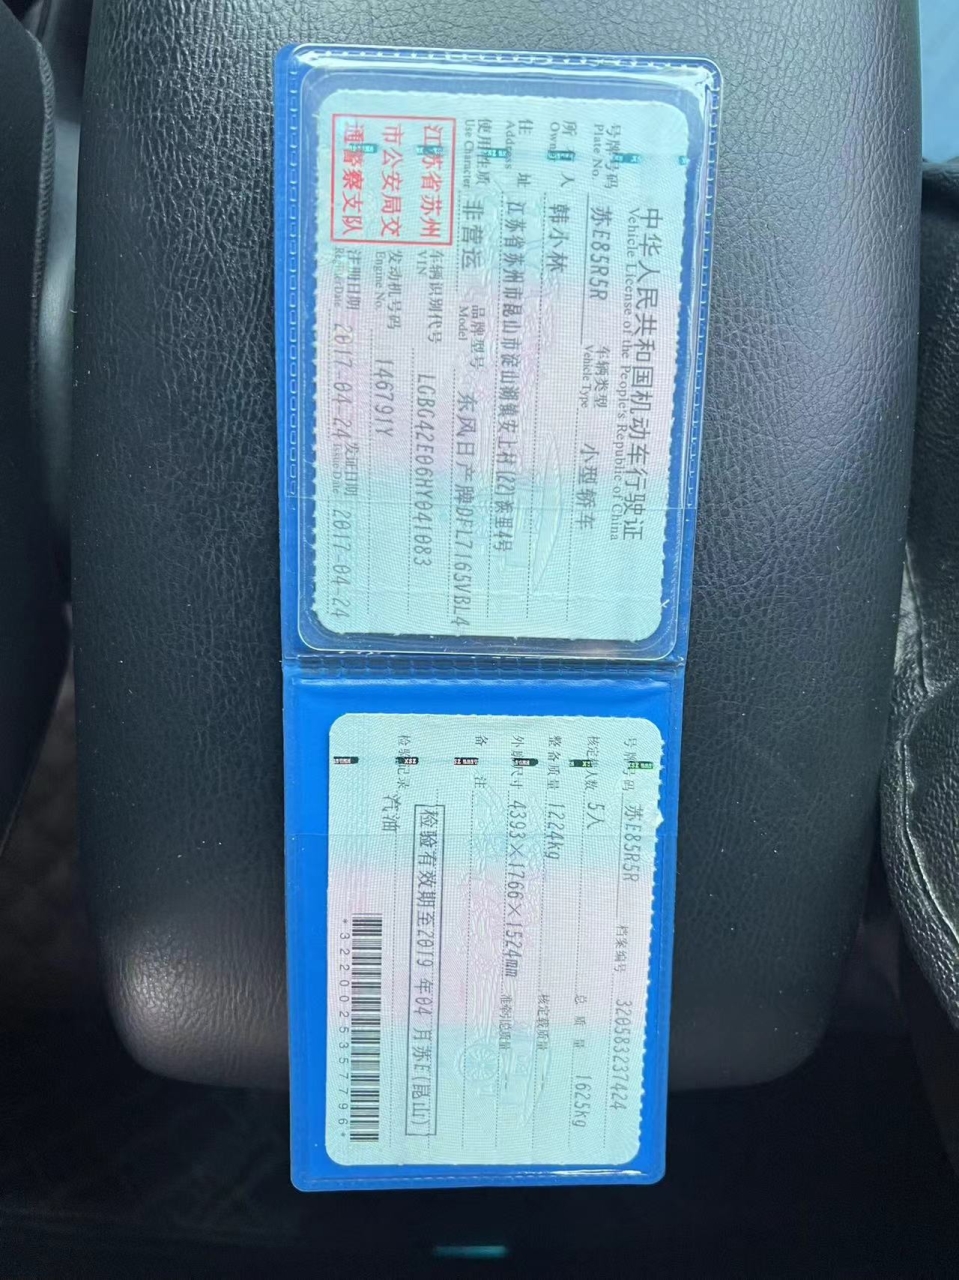 中华人民共和国机动车行驶证
Vehicle License of the People's Republic of China
号牌号码 苏E85R5R 车辆类型 小型轿车
Plate No. Vehicle Type
所有人 韩小林
Owner
住址 江苏省苏州市昆山市淀山湖镇安上村(22)
Address
使用性质 非营运 品牌型号 东风日产牌DFL7165VBL4
Use Character Model
江苏省苏州
市公安局交
通警察支队
车辆识别代号 LGBG42E06HY041083
VIN
发动机号码 146791Y
Engine No.
注册日期 2017-04-24 发证日期 2017-04-24
Register Date Issue Date
号牌号码 苏E85R5R 档案编号 320583237424
核定载人数 5人 总质量 1625kg
整备质量 1224kg 核定载质量 --
外廓尺寸 4393×1766×1524mm 准牵引总质量 --
备注
检验有效期至2019年04月苏E(昆山)
检验记录 汽油
*3220025357796*